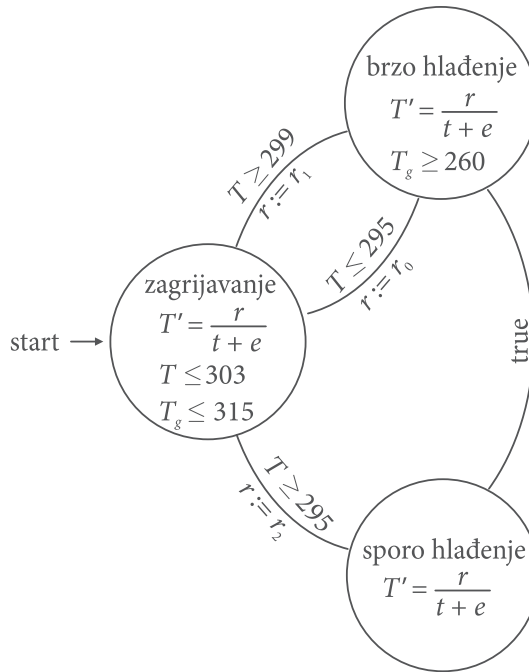 brzo hlađenje
T′ = r / (t + e)
T_g ≥ 260
T ≥ 299
r := r_1
T ≤ 295
r := r_0
zagrijavanje
T′ = r / (t + e)
T ≤ 303
T_g ≤ 315
start
true
T ≥ 295
r := r_2
sporo hlađenje
T′ = r / (t + e)